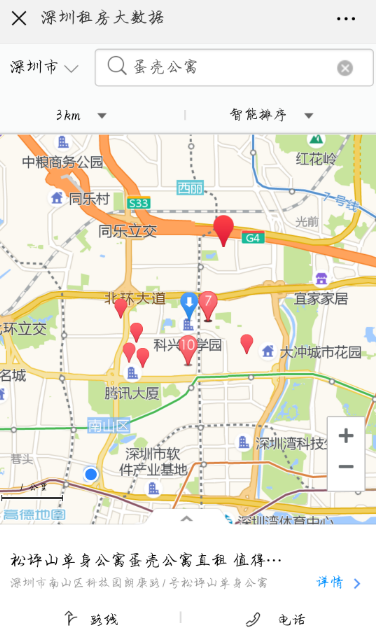 深圳租房大数据
深圳市
蛋壳公寓
3km
智能排序
中粮商务公园
红花岭
西丽
同乐村
S33
7号线
光前
同乐立交
G4
北环大道
7
宜家家居
北环立交
科兴
学园
10
大冲城市花园
名城
腾讯大厦
南山区
深圳湾科技
深圳市软
件产业基地
高德地图
深圳湾体育中心
松坪山单身公寓蛋壳公寓直租 值得…
深圳市南山区科技园朗康路1号松坪山单身公寓
详情
路线
电话